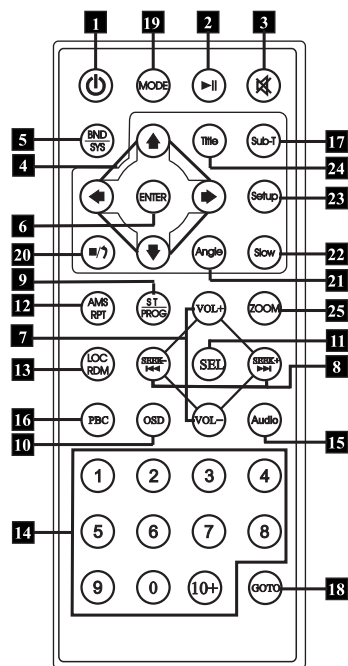 1 19 2 3
MODE
5 BND SYS Title Sub-T 17
4 24
ENTER Setup 23
6
20 Angle Slow 22
9 21
12 AMS RPT ST PROG VOL+ ZOOM 25
7 11
13 LOC RDM SEEK- SEL SEEK+ 8
16 PBC OSD VOL- Audio
10 15
1 2 3 4
14 5 6 7 8
9 0 10+ GOTO 18